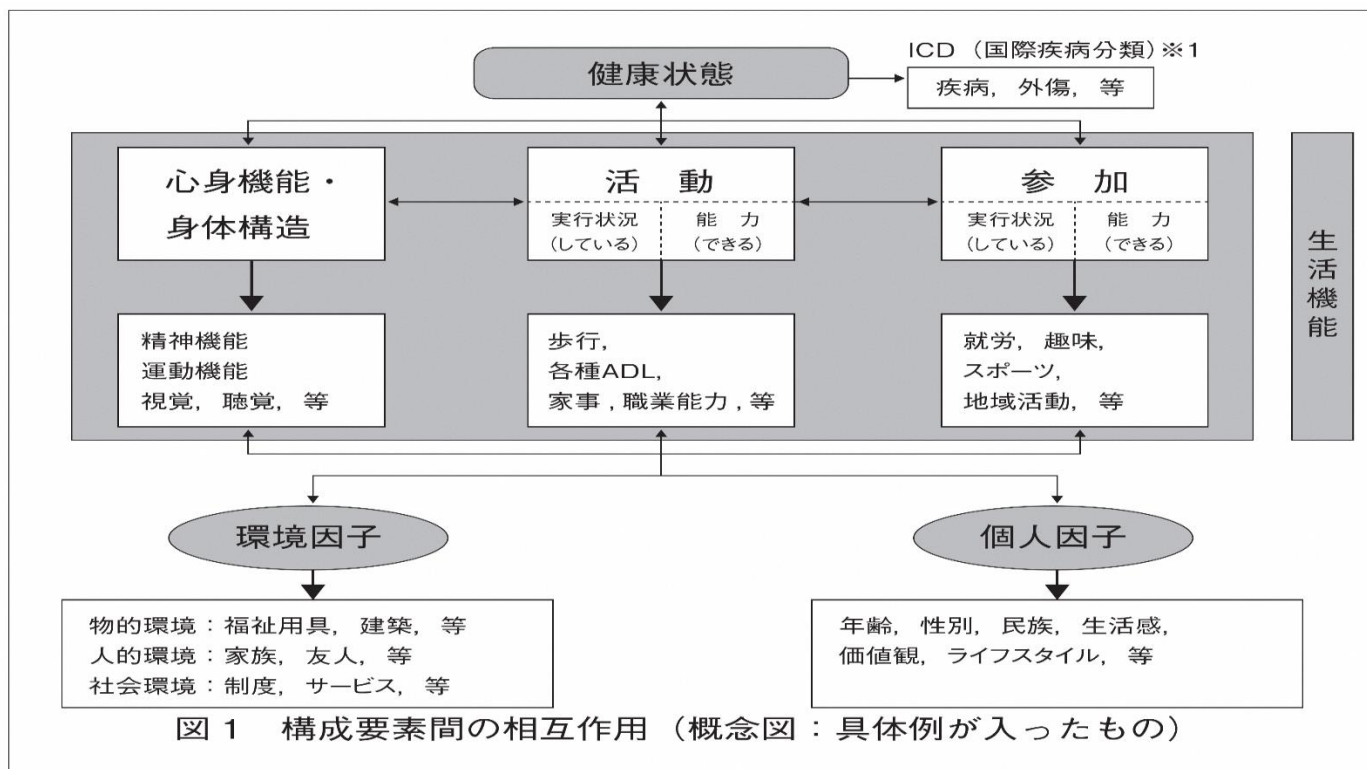 ICD（国際疾病分類）※1
健康状態
疾病，外傷，等
心身機能・
身体構造
活　動
実行状況
（している）
能　力
（できる）
参　加
実行状況
（している）
能　力
（できる）
生活機能
精神機能
運動機能
視覚，聴覚，等
歩行，
各種ADL，
家事，職業能力，等
就労，趣味，
スポーツ，
地域活動，等
環境因子
個人因子
物的環境：福祉用具，建築，等
人的環境：家族，友人，等
社会環境：制度，サービス，等
年齢，性別，民族，生活感，
価値観，ライフスタイル，等
図1　構成要素間の相互作用（概念図：具体例が入ったもの）